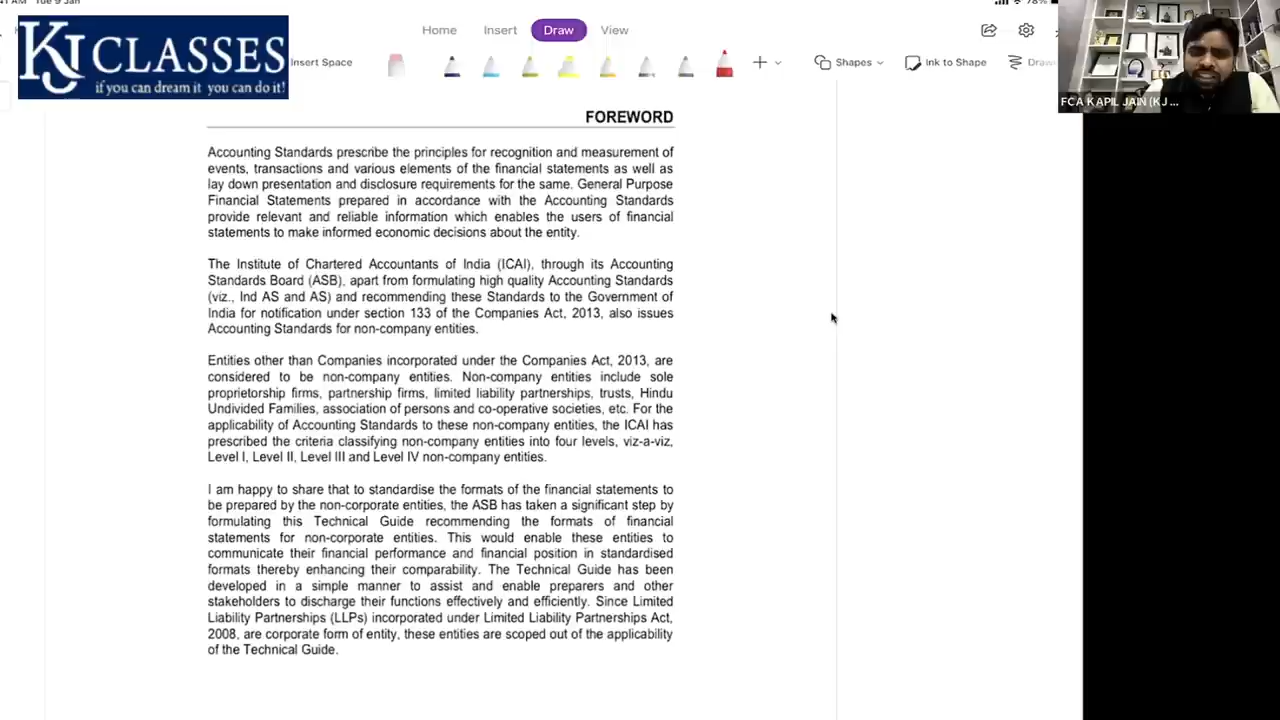 Tue 9 Jan
78%
KJ CLASSES
if you can dream it you can do it!
Home Insert Draw View
Insert Space
Shapes
Ink to Shape
FCA KAPIL JAIN (KJ ...
FOREWORD
Accounting Standards prescribe the principles for recognition and measurement of
events, transactions and various elements of the financial statements as well as
lay down presentation and disclosure requirements for the same. General Purpose
Financial Statements prepared in accordance with the Accounting Standards
provide relevant and reliable information which enables the users of financial
statements to make informed economic decisions about the entity.
The Institute of Chartered Accountants of India (ICAI), through its Accounting
Standards Board (ASB), apart from formulating high quality Accounting Standards
(viz., Ind AS and AS) and recommending these Standards to the Government of
India for notification under section 133 of the Companies Act, 2013, also issues
Accounting Standards for non-company entities.
Entities other than Companies incorporated under the Companies Act, 2013, are
considered to be non-company entities. Non-company entities include sole
proprietorship firms, partnership firms, limited liability partnerships, trusts, Hindu
Undivided Families, association of persons and co-operative societies, etc. For the
applicability of Accounting Standards to these non-company entities, the ICAI has
prescribed the criteria classifying non-company entities into four levels, viz-a-viz,
Level I, Level II, Level III and Level IV non-company entities.
I am happy to share that to standardise the formats of the financial statements to
be prepared by the non-corporate entities, the ASB has taken a significant step by
formulating this Technical Guide recommending the formats of financial
statements for non-corporate entities. This would enable these entities to
communicate their financial performance and financial position in standardised
formats thereby enhancing their comparability. The Technical Guide has been
developed in a simple manner to assist and enable preparers and other
stakeholders to discharge their functions effectively and efficiently. Since Limited
Liability Partnerships (LLPs) incorporated under Limited Liability Partnerships Act,
2008, are corporate form of entity, these entities are scoped out of the applicability
of the Technical Guide.